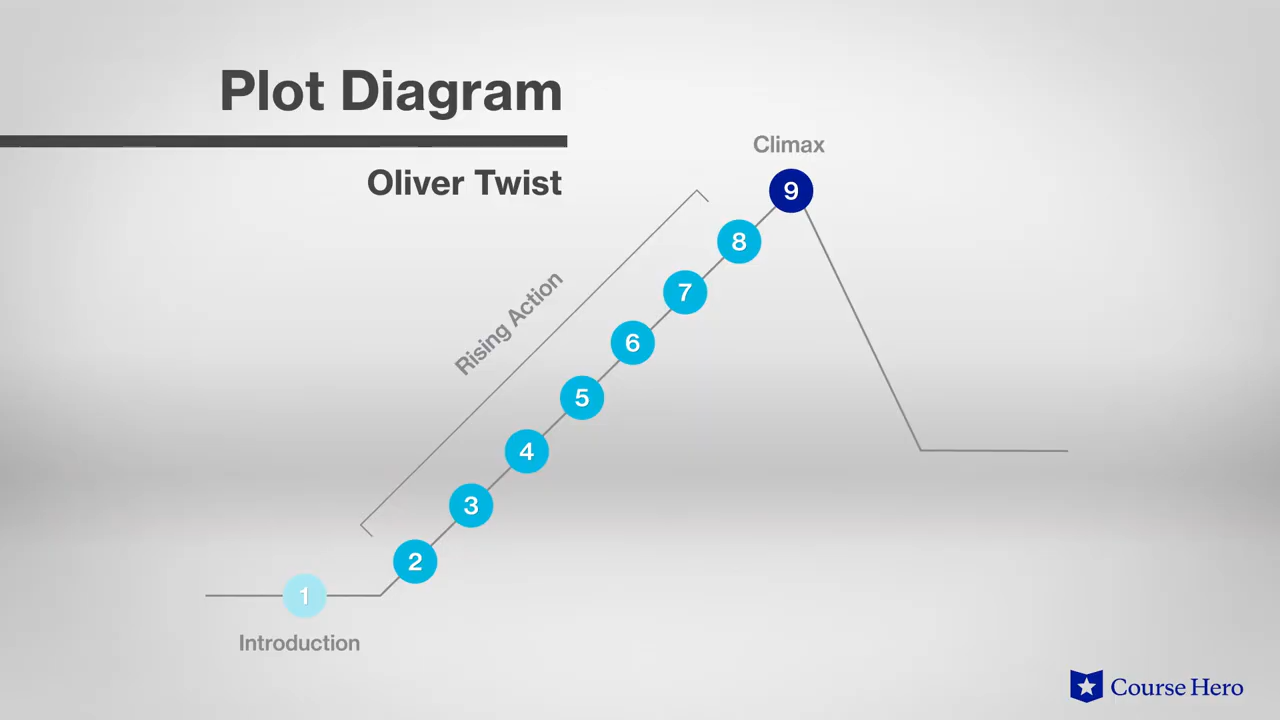 Plot Diagram
Oliver Twist
Climax
9
8
7
6
Rising Action
5
4
3
2
1
Introduction
Course Hero